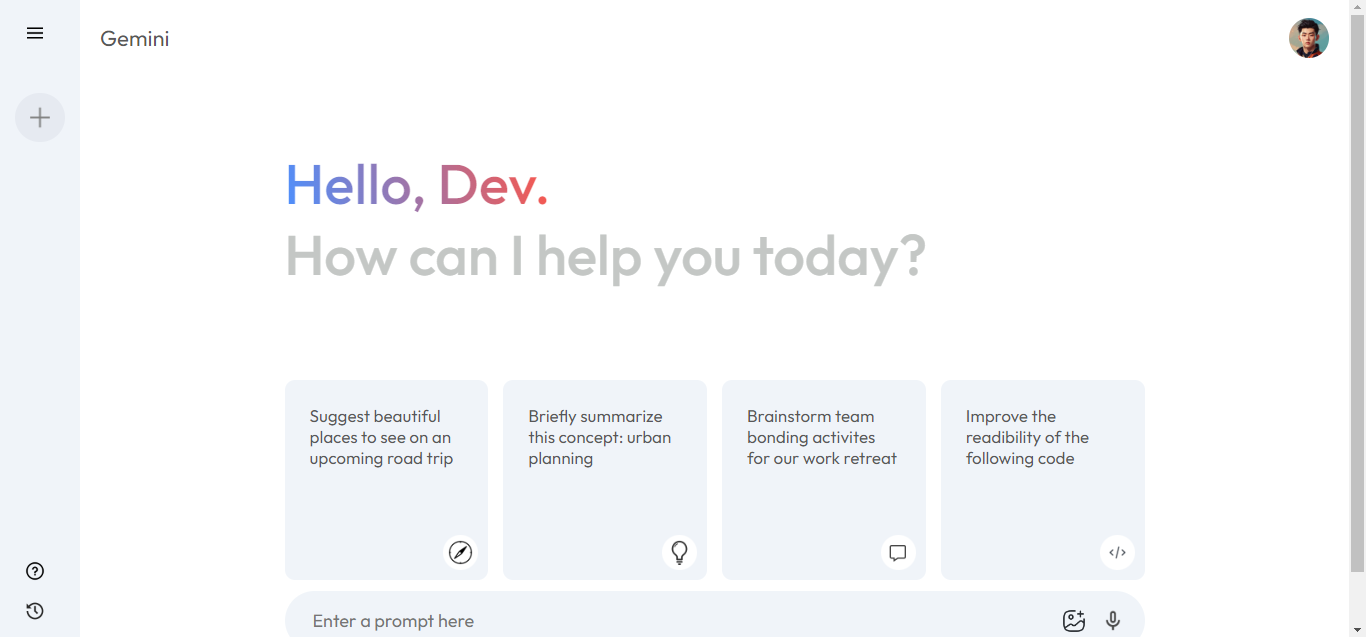 Gemini
Hello, Dev.
How can I help you today?
Suggest beautiful
places to see on an
upcoming road trip
Briefly summarize
this concept: urban
planning
Brainstorm team
bonding activites
for our work retreat
Improve the
readibility of the
following code
Enter a prompt here